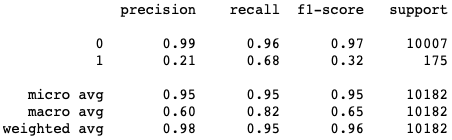 precision recall f1-score support
0 0.99 0.96 0.97 10007
1 0.21 0.68 0.32 175
micro avg 0.95 0.95 0.95 10182
macro avg 0.60 0.82 0.65 10182
weighted avg 0.98 0.95 0.96 10182